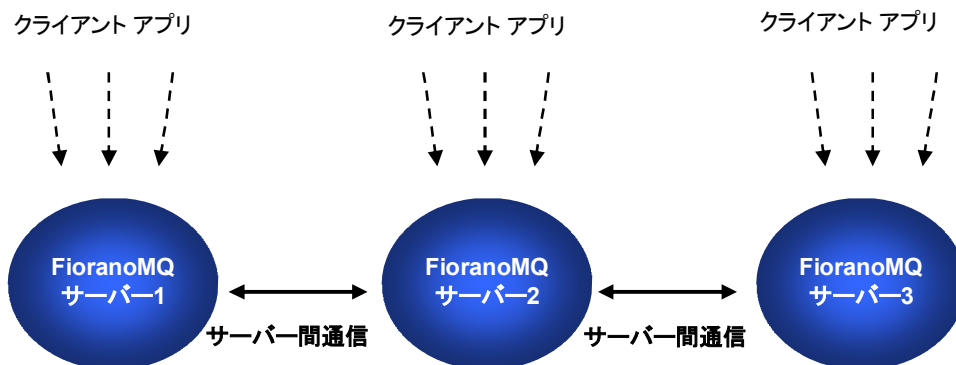 クライアント アプリ
クライアント アプリ
クライアント アプリ
FioranoMQ
サーバー1
FioranoMQ
サーバー2
FioranoMQ
サーバー3
サーバー間通信
サーバー間通信